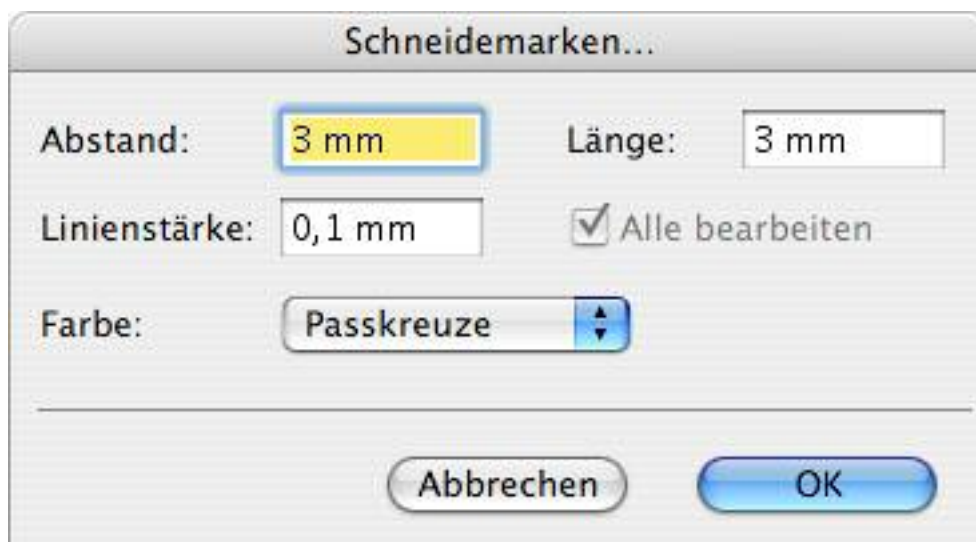 Schneidemarken...
Abstand: 3 mm Länge: 3 mm
Linienstärke: 0,1 mm Alle bearbeiten
Farbe: Passkreuze
Abbrechen OK